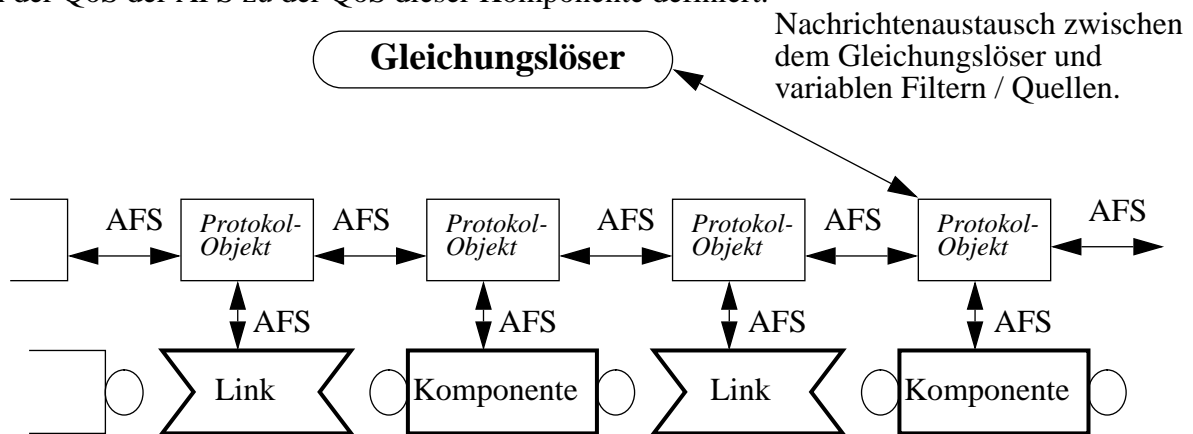 der QoS der AFS zu der QoS dieser Komponente definiert.
Nachrichtenaustausch zwischen
dem Gleichungslöser und
variablen Filtern / Quellen.
Gleichungslöser
AFS
Protokol-
Objekt
AFS
Protokol-
Objekt
AFS
Protokol-
Objekt
AFS
Protokol-
Objekt
AFS
AFS
AFS
AFS
AFS
Link
Komponente
Link
Komponente